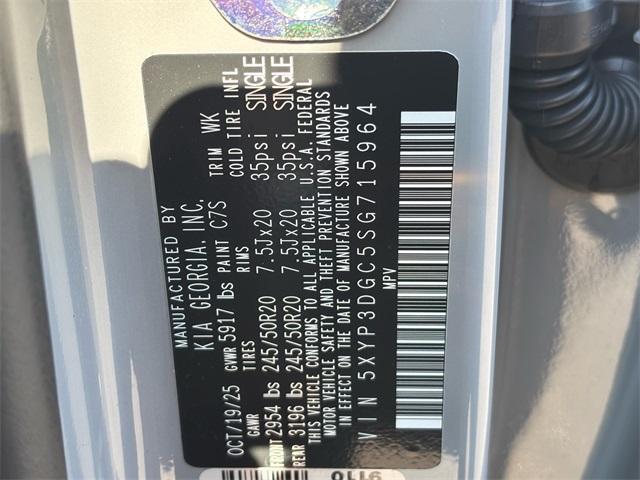 MANUFACTURED BY
KIA GEORGIA, INC.
OCT/19/25 GVWR 5917 lbs PAINT C7S TRIM WK
GAWR TIRES RIMS COLD TIRE INFL
FRONT 2954 lbs 245/50R20 7.5Jx20 35psi SINGLE
REAR 3196 lbs 245/50R20 7.5Jx20 35psi SINGLE
THIS VEHICLE CONFORMS TO ALL APPLICABLE U.S.A. FEDERAL
MOTOR VEHICLE SAFETY AND THEFT PREVENTION STANDARDS
IN EFFECT ON THE DATE OF MANUFACTURE SHOWN ABOVE
VIN 5XYP3DGC5SG715964
MPV